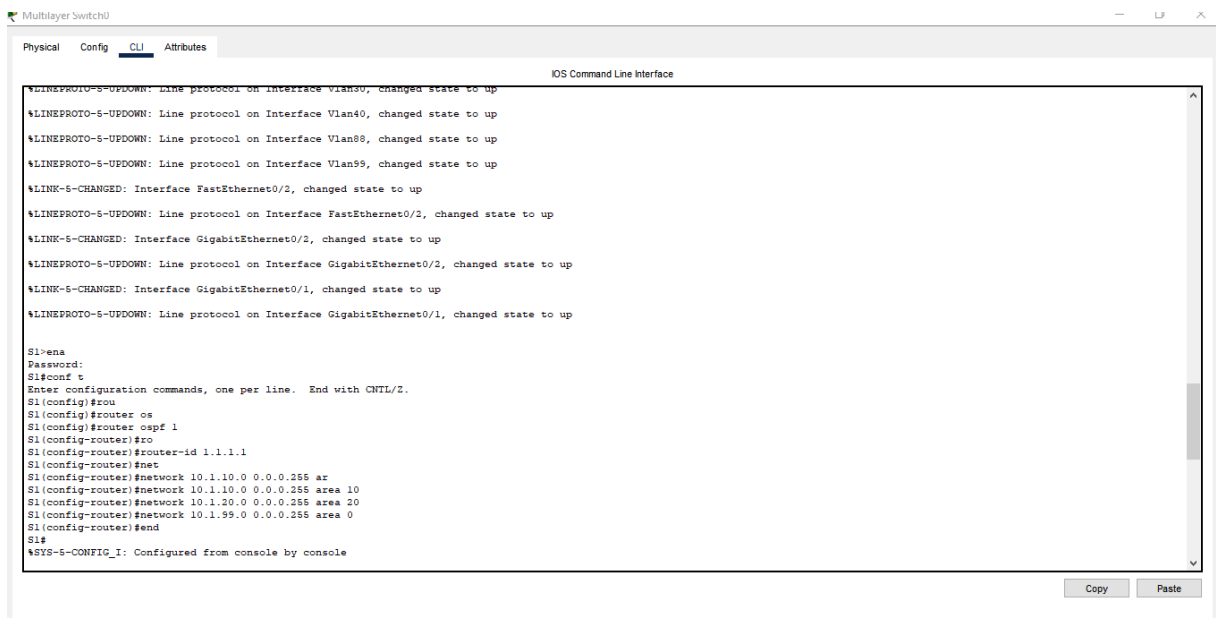 Multilayer Switch0
Physical Config CLI Attributes
IOS Command Line Interface
%LINEPROTO-5-UPDOWN: Line protocol on Interface Vlan30, changed state to up
%LINEPROTO-5-UPDOWN: Line protocol on Interface Vlan40, changed state to up
%LINEPROTO-5-UPDOWN: Line protocol on Interface Vlan88, changed state to up
%LINEPROTO-5-UPDOWN: Line protocol on Interface Vlan99, changed state to up
%LINK-5-CHANGED: Interface FastEthernet0/2, changed state to up
%LINEPROTO-5-UPDOWN: Line protocol on Interface FastEthernet0/2, changed state to up
%LINK-5-CHANGED: Interface GigabitEthernet0/2, changed state to up
%LINEPROTO-5-UPDOWN: Line protocol on Interface GigabitEthernet0/2, changed state to up
%LINK-5-CHANGED: Interface GigabitEthernet0/1, changed state to up
%LINEPROTO-5-UPDOWN: Line protocol on Interface GigabitEthernet0/1, changed state to up
S1>ena
Password:
S1#conf t
Enter configuration commands, one per line.  End with CNTL/Z.
S1(config)#rou
S1(config)#router os
S1(config)#router ospf 1
S1(config-router)#ro
S1(config-router)#router-id 1.1.1.1
S1(config-router)#net
S1(config-router)#network 10.1.10.0 0.0.0.255 ar
S1(config-router)#network 10.1.10.0 0.0.0.255 area 10
S1(config-router)#network 10.1.20.0 0.0.0.255 area 20
S1(config-router)#network 10.1.99.0 0.0.0.255 area 0
S1(config-router)#end
S1#
%SYS-5-CONFIG_I: Configured from console by console
Copy Paste